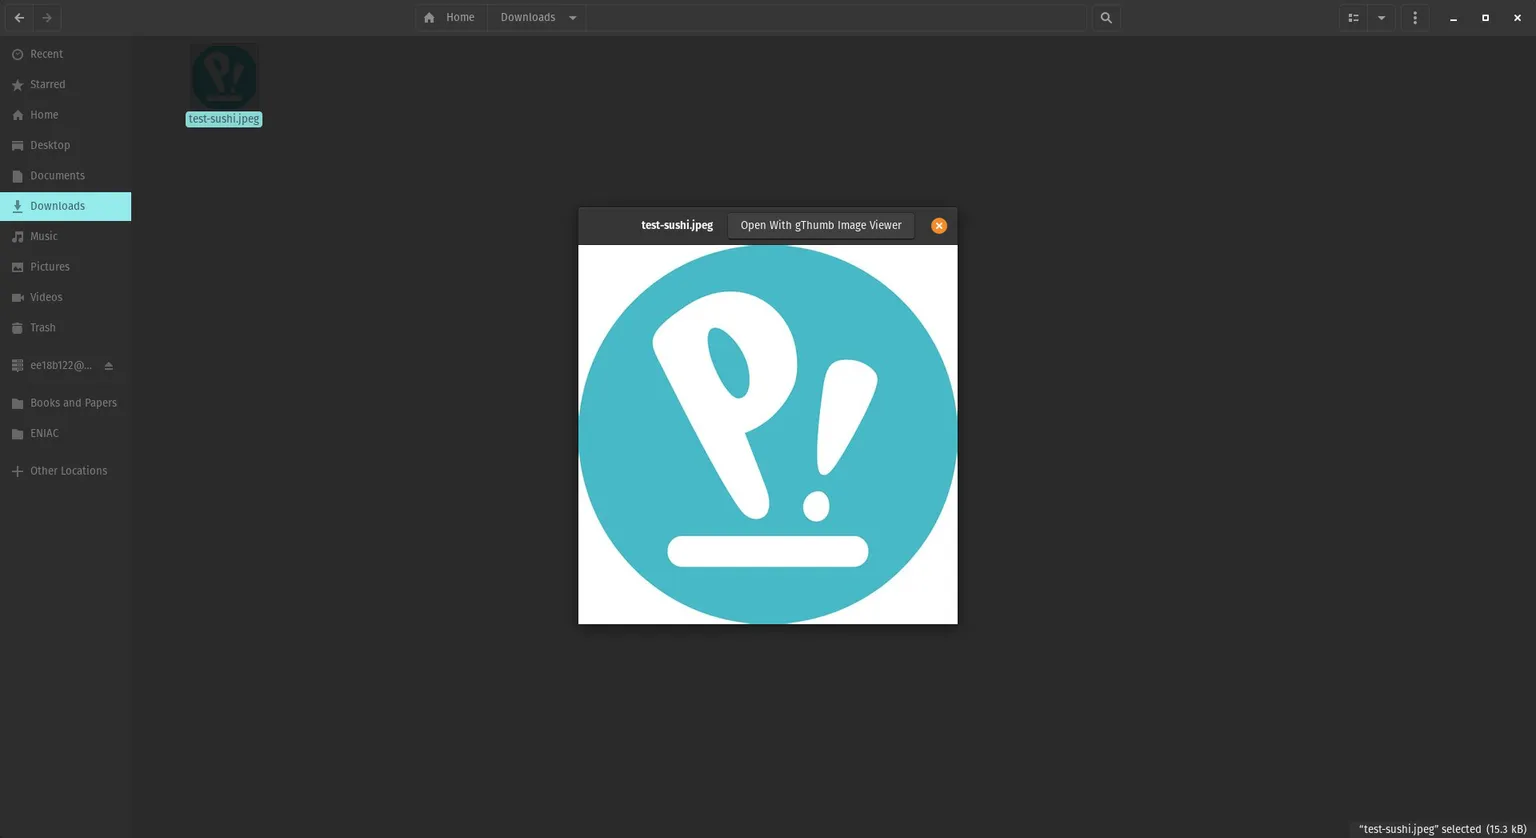 Home Downloads
Recent
Starred
Home
Desktop
Documents
Downloads
Music
Pictures
Videos
Trash
ee18b122@...
Books and Papers
ENIAC
Other Locations
test-sushi.jpeg
test-sushi.jpeg Open With gThumb Image Viewer
P!
"test-sushi.jpeg" selected (15.3 kB)